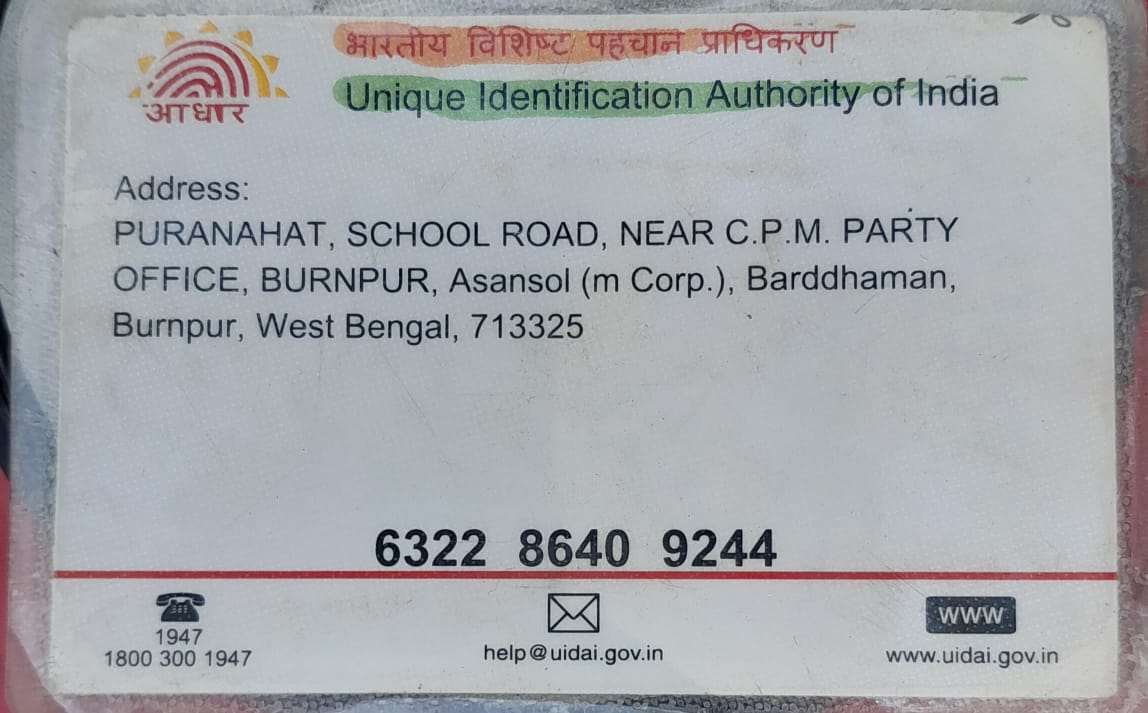 भारतीय विशिष्ट पहचान प्राधिकरण
आधार
Unique Identification Authority of India
Address:
PURANAHAT, SCHOOL ROAD, NEAR C.P.M. PARTY
OFFICE, BURNPUR, Asansol (m Corp.), Barddhaman,
Burnpur, West Bengal, 713325
6322 8640 9244
1947
1800 300 1947
help@uidai.gov.in
www
www.uidai.gov.in